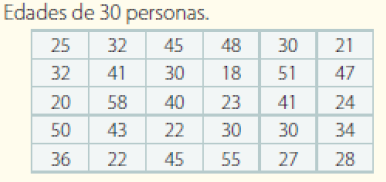 Edades de 30 personas.
25 32 45 48 30 21
32 41 30 18 51 47
20 58 40 23 41 24
50 43 22 30 30 34
36 22 45 55 27 28